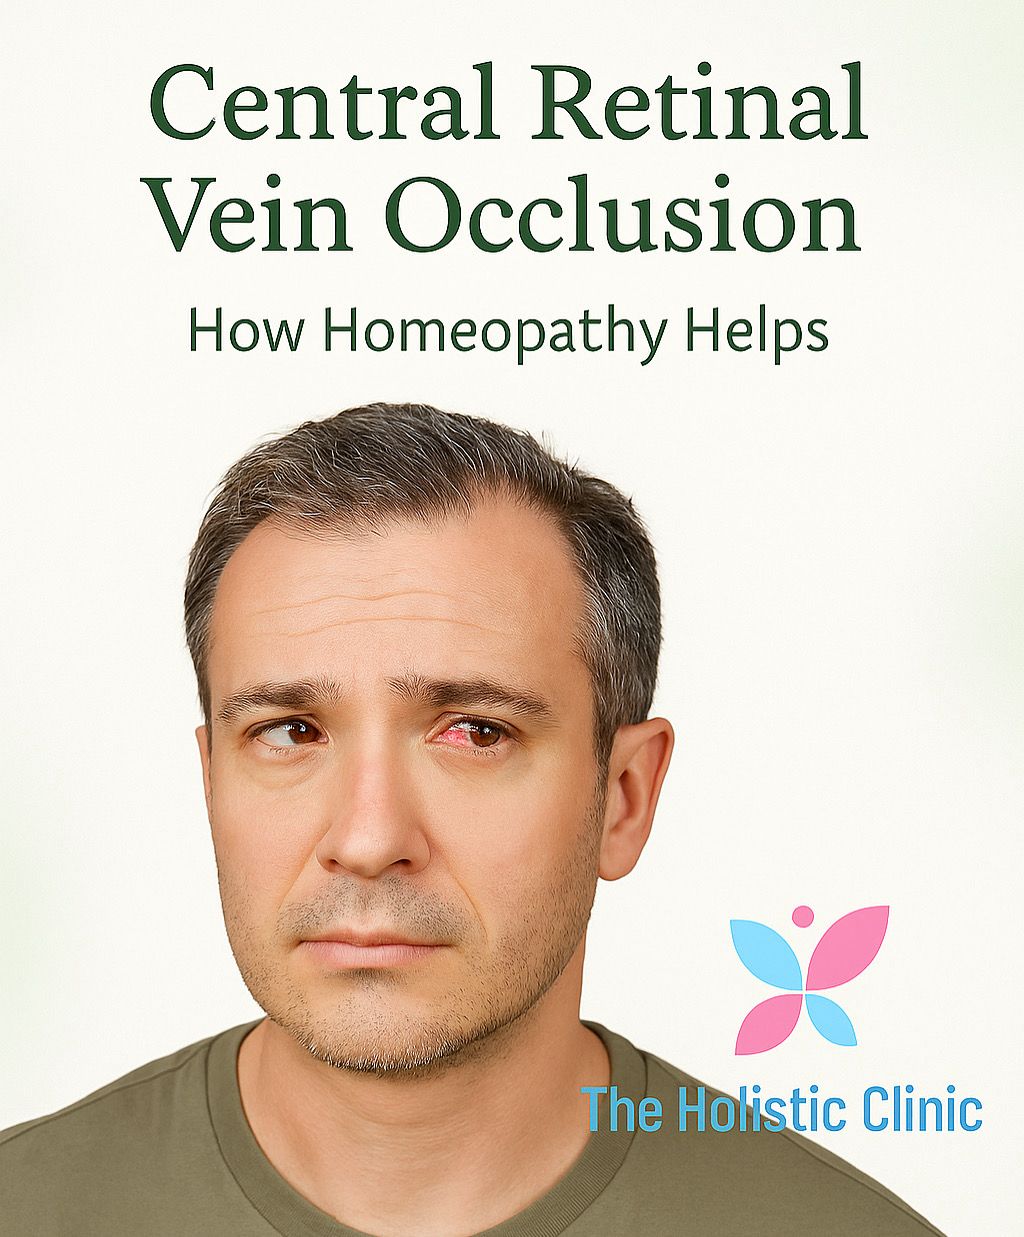 Central Retinal
Vein Occlusion
How Homeopathy Helps
The Holistic Clinic